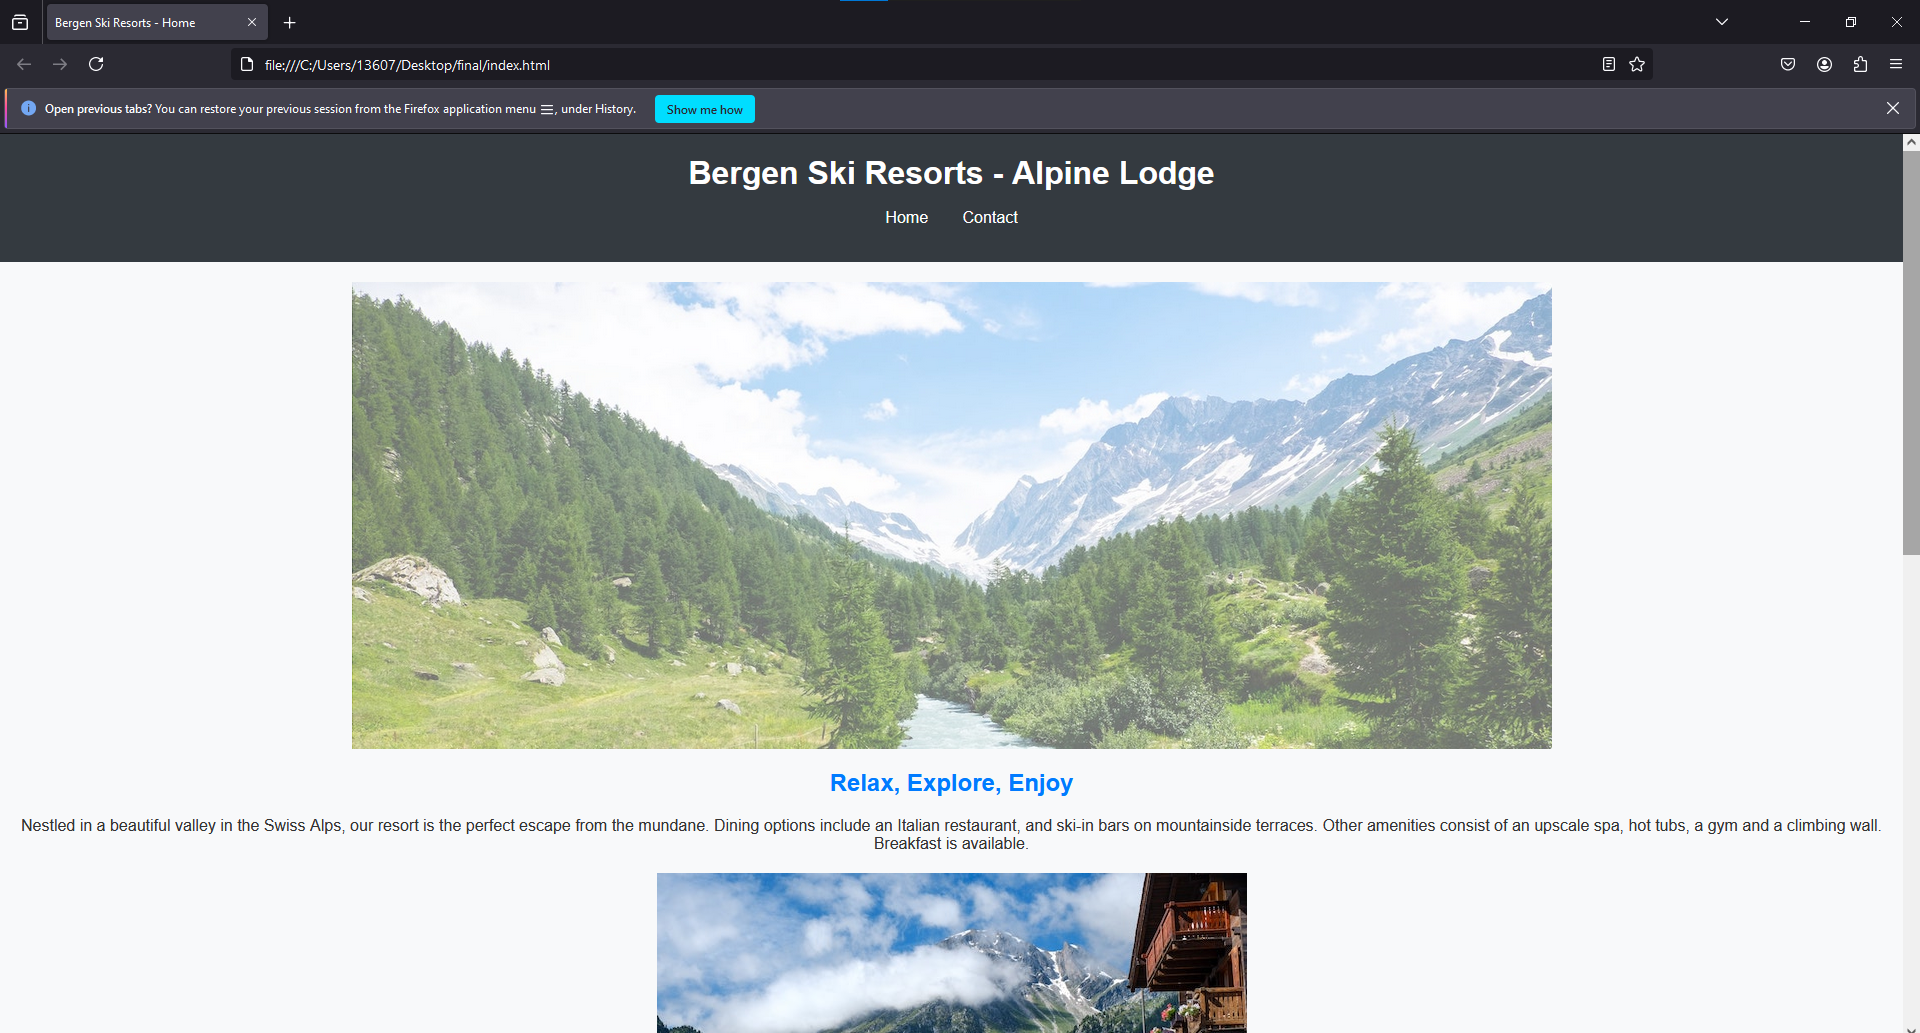 Bergen Ski Resorts - Home
file:///C:/Users/13607/Desktop/final/index.html
Open previous tabs? You can restore your previous session from the Firefox application menu ≡, under History.
Show me how
Bergen Ski Resorts - Alpine Lodge
Home Contact
Relax, Explore, Enjoy
Nestled in a beautiful valley in the Swiss Alps, our resort is the perfect escape from the mundane. Dining options include an Italian restaurant, and ski-in bars on mountainside terraces. Other amenities consist of an upscale spa, hot tubs, a gym and a climbing wall.
Breakfast is available.